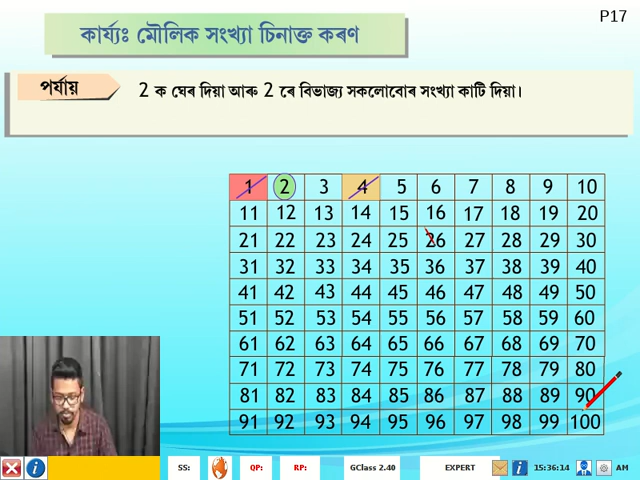 P17
কাৰ্য্যঃ মৌলিক সংখ্যা চিনাক্ত কৰণ
পৰ্যায়
2 ক ঘেৰ দিয়া আৰু 2 ৰে বিভাজ্য সকলোবোৰ সংখ্যা কাটি দিয়া।
1 2 3 4 5 6 7 8 9 10
11 12 13 14 15 16 17 18 19 20
21 22 23 24 25 26 27 28 29 30
31 32 33 34 35 36 37 38 39 40
41 42 43 44 45 46 47 48 49 50
51 52 53 54 55 56 57 58 59 60
61 62 63 64 65 66 67 68 69 70
71 72 73 74 75 76 77 78 79 80
81 82 83 84 85 86 87 88 89 90
91 92 93 94 95 96 97 98 99 100
SS: QP: RP: GClass 2.40 EXPERT 15:36:14 AM